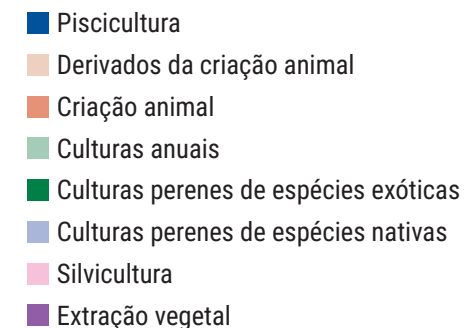 Piscicultura
Derivados da criação animal
Criação animal
Culturas anuais
Culturas perenes de espécies exóticas
Culturas perenes de espécies nativas
Silvicultura
Extração vegetal